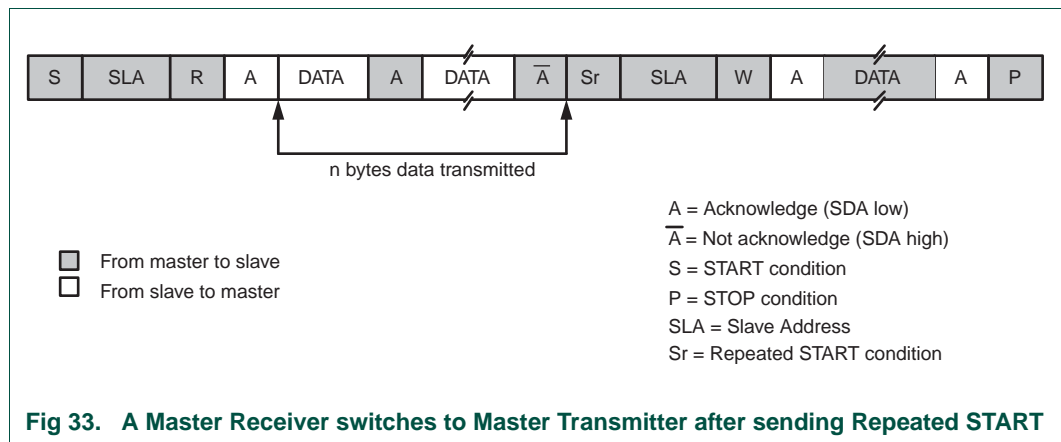 S SLA R A DATA A DATA A̅ Sr SLA W A DATA A P
n bytes data transmitted
From master to slave
From slave to master
A = Acknowledge (SDA low)
A̅ = Not acknowledge (SDA high)
S = START condition
P = STOP condition
SLA = Slave Address
Sr = Repeated START condition
Fig 33. A Master Receiver switches to Master Transmitter after sending Repeated START